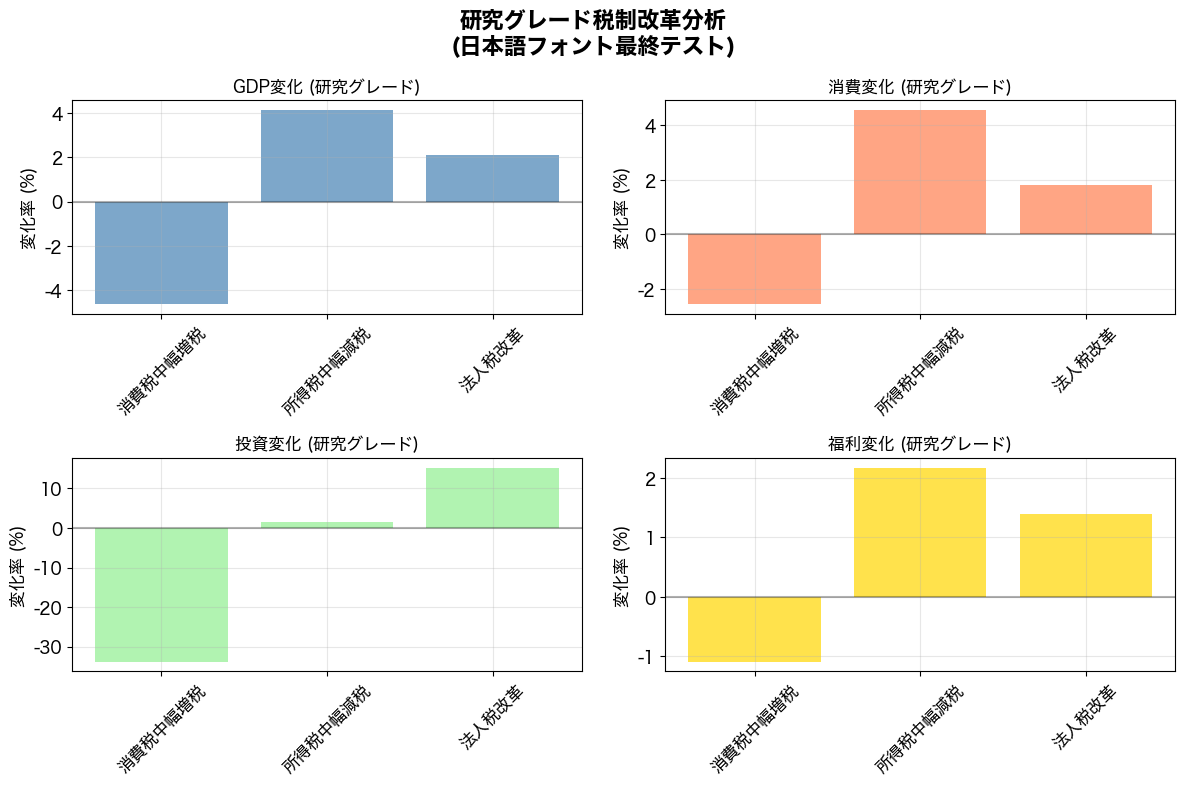 研究グレード税制改革分析
(日本語フォント最終テスト)
GDP変化 (研究グレード)
変化率 (%)
4
2
0
-2
-4
消費税中幅増税
所得税中幅減税
法人税改革
消費変化 (研究グレード)
変化率 (%)
4
2
0
-2
消費税中幅増税
所得税中幅減税
法人税改革
投資変化 (研究グレード)
変化率 (%)
10
0
-10
-20
-30
消費税中幅増税
所得税中幅減税
法人税改革
福利変化 (研究グレード)
変化率 (%)
2
1
0
-1
消費税中幅増税
所得税中幅減税
法人税改革